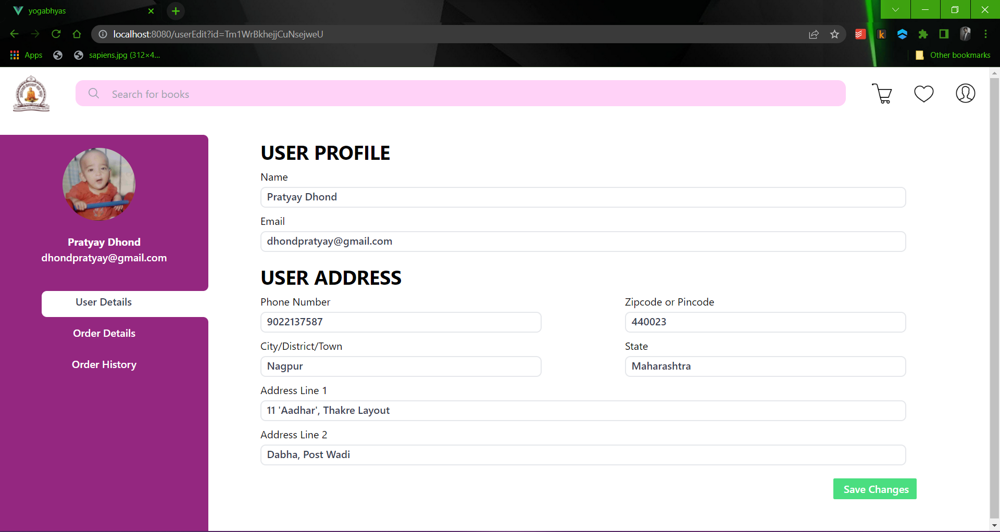 yogabhyas
localhost:8080/userEdit?id=Tm1WrBkhejjCuNsejweU
Apps
sapiens.jpg (312×4...
Other bookmarks
Search for books
Pratyay Dhond
dhondpratyay@gmail.com
User Details
Order Details
Order History
USER PROFILE
Name
Pratyay Dhond
Email
dhondpratyay@gmail.com
USER ADDRESS
Phone Number
Zipcode or Pincode
9022137587
440023
City/District/Town
State
Nagpur
Maharashtra
Address Line 1
11 'Aadhar', Thakre Layout
Address Line 2
Dabha, Post Wadi
Save Changes